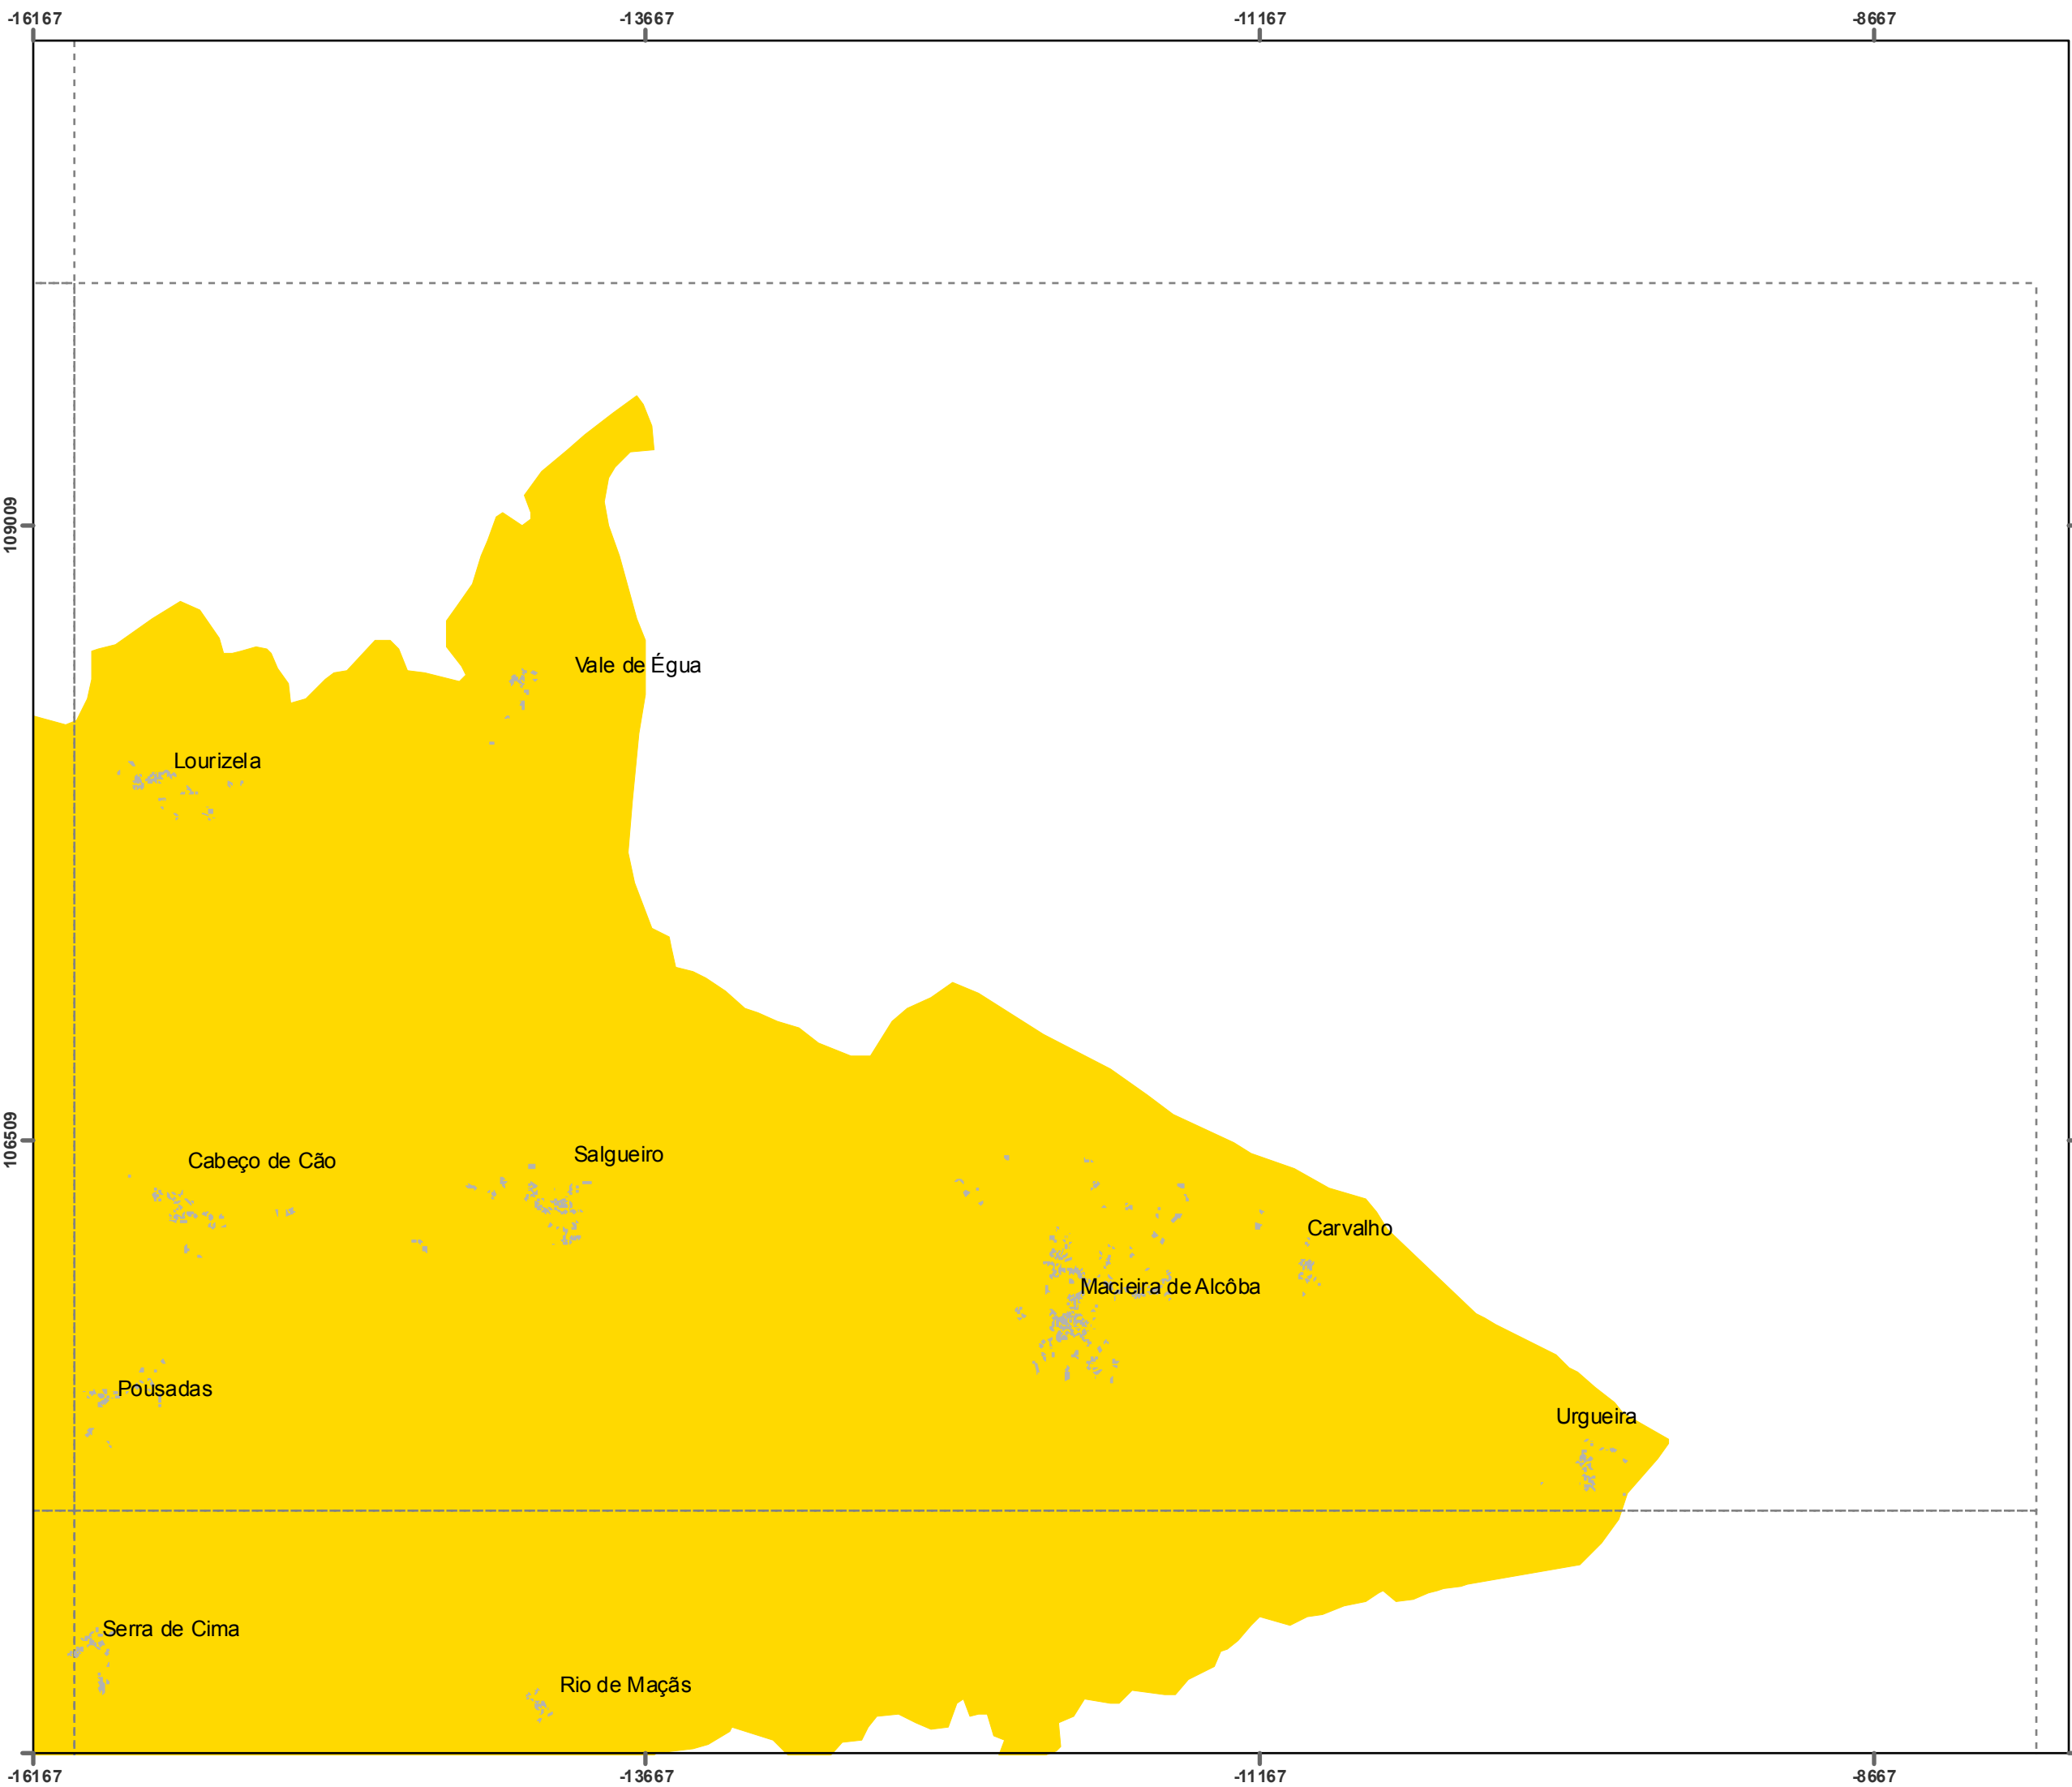 -16167
-13667
-11167
-8667
109009
Vale de Égua
Lourizela
106509
Salgueiro
Cabeço de Cão
Carvalho
Macieira de Alcôba
Pousadas
Urgueira
Serra de Cima
Rio de Maçãs
-16167
-13667
-11167
-8667